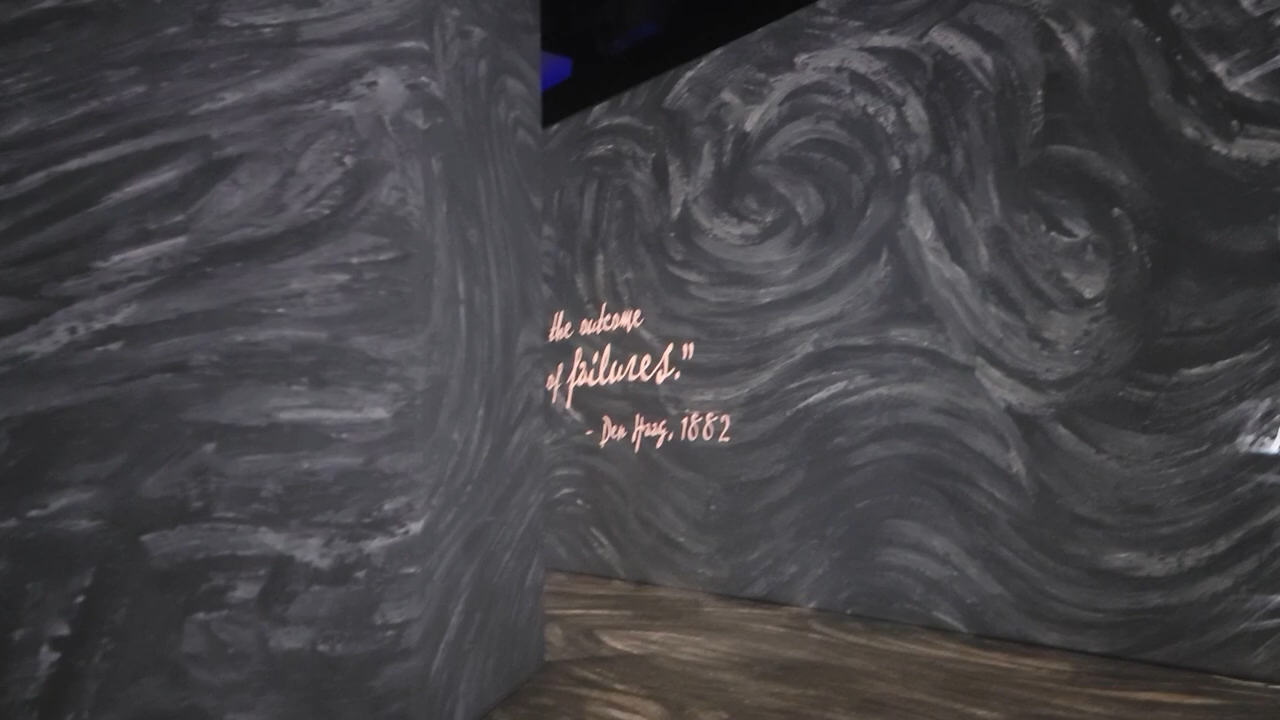 the outcome
of failures."
- Den Haag, 1882